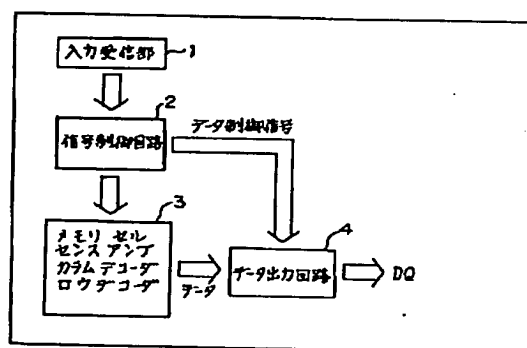 入力受信部
1
2
信号制御回路
データ制御信号
3
メモリ セル
センス アンプ
カラム デコーダ
ロウ デコーダ
データ
4
データ出力回路
DQ